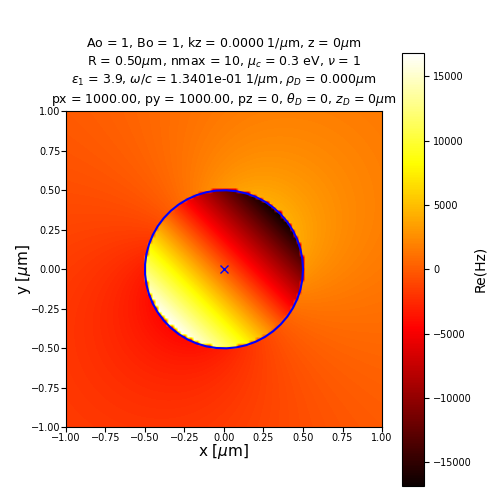 Ao = 1, Bo = 1, kz = 0.0000 1/μm, z = 0μm
R = 0.50μm, nmax = 10, μ_c = 0.3 eV, ν = 1
ε₁ = 3.9, ω/c = 1.3401e-01 1/μm, ρ_D = 0.000μm
px = 1000.00, py = 1000.00, pz = 0, θ_D = 0, z_D = 0μm
1.00
0.75
0.50
0.25
0.00
−0.25
−0.50
−0.75
−1.00
y [μm]
−1.00 −0.75 −0.50 −0.25 0.00 0.25 0.50 0.75 1.00
x [μm]
15000
10000
5000
0
−5000
−10000
−15000
Re(Hz)